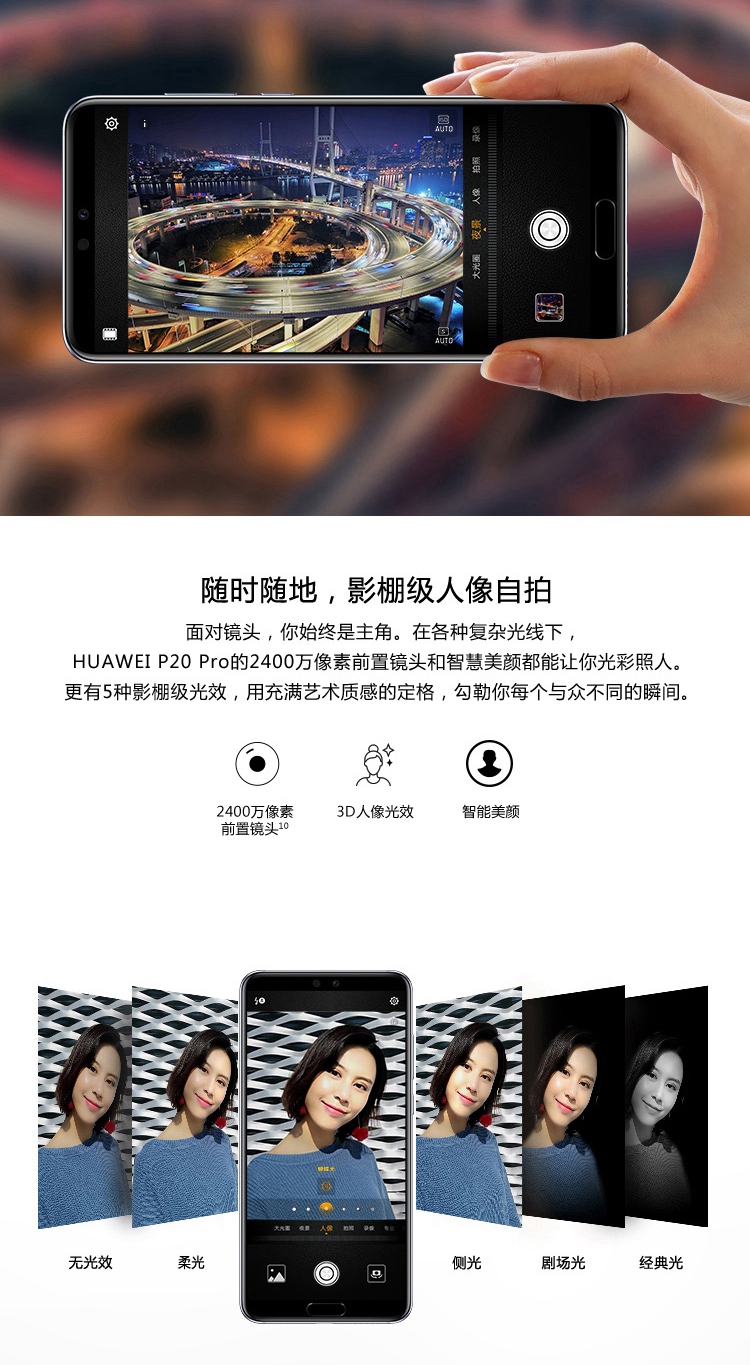 i
ISO
AUTO
录像
拍照
人像
夜景
大光圈
S
AUTO
随时随地，影棚级人像自拍
面对镜头，你始终是主角。在各种复杂光线下，
HUAWEI P20 Pro的2400万像素前置镜头和智慧美颜都能让你光彩照人。
更有5种影棚级光效，用充满艺术质感的定格，勾勒你每个与众不同的瞬间。
2400万像素
前置镜头10
3D人像光效
智能美颜
蝴蝶光
大光圈 夜景 人像 拍照 录像 专业
无光效
柔光
侧光
剧场光
经典光